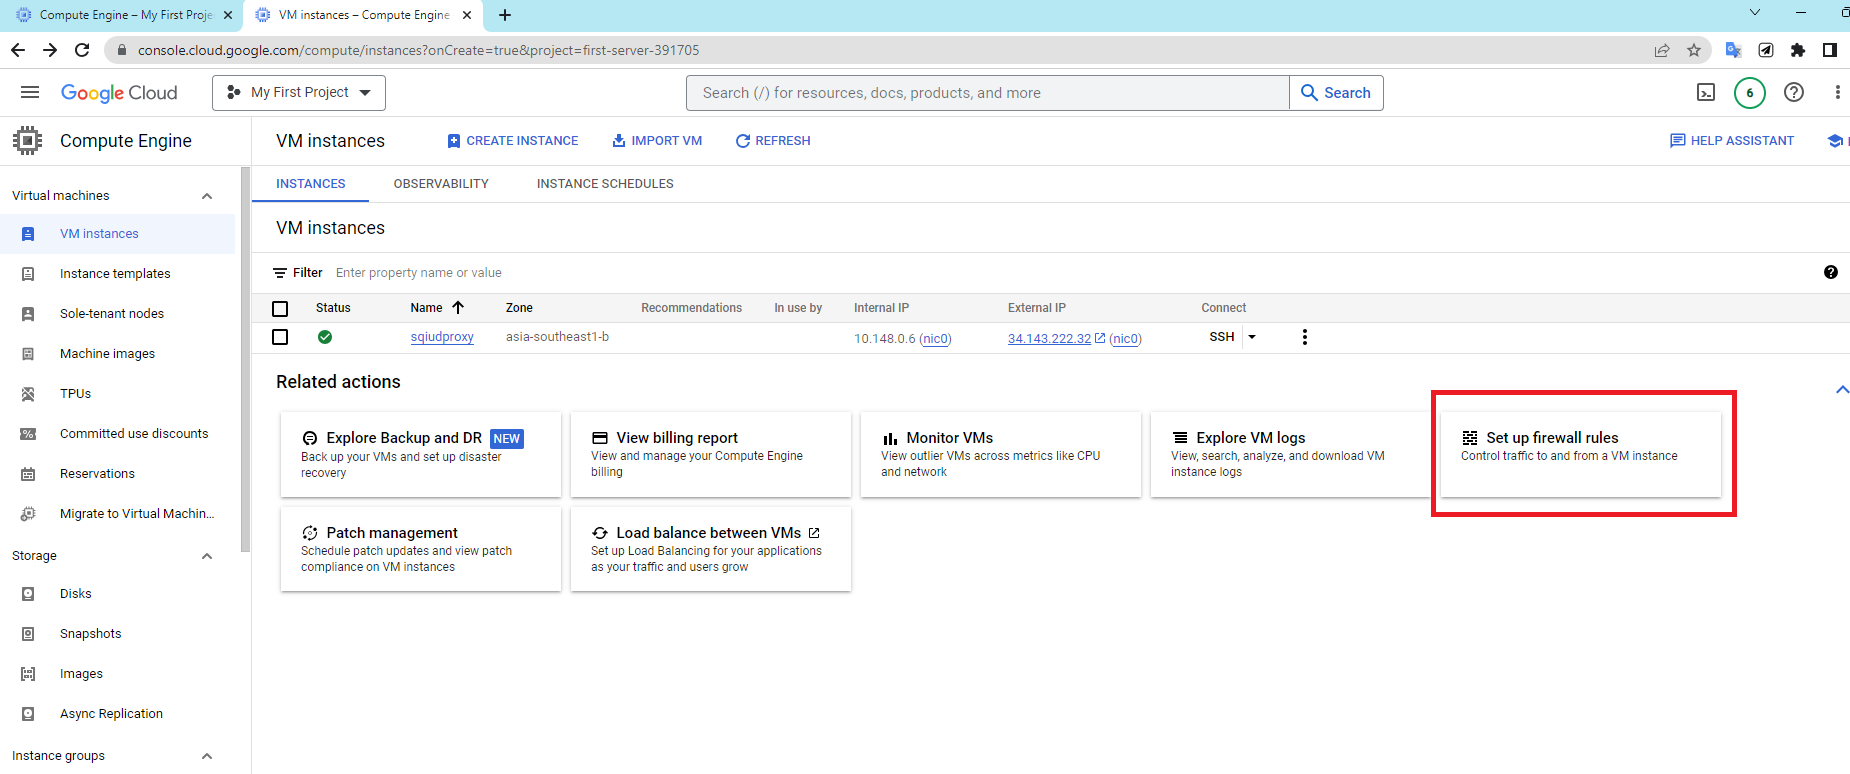 Compute Engine – My First Proje
VM instances – Compute Engine
console.cloud.google.com/compute/instances?onCreate=true&project=first-server-391705
Google Cloud
My First Project
Search (/) for resources, docs, products, and more
Search
6
Compute Engine
VM instances
CREATE INSTANCE
IMPORT VM
REFRESH
HELP ASSISTANT
Virtual machines
VM instances
Instance templates
Sole-tenant nodes
Machine images
TPUs
Committed use discounts
Reservations
Migrate to Virtual Machin...
Storage
Disks
Snapshots
Images
Async Replication
Instance groups
INSTANCES
OBSERVABILITY
INSTANCE SCHEDULES
VM instances
Filter
Enter property name or value
Status
Name
Zone
Recommendations
In use by
Internal IP
External IP
Connect
sqiudproxy
asia-southeast1-b
10.148.0.6 (nic0)
34.143.222.32 (nic0)
SSH
Related actions
Explore Backup and DR NEW
Back up your VMs and set up disaster
recovery
View billing report
View and manage your Compute Engine
billing
Monitor VMs
View outlier VMs across metrics like CPU
and network
Explore VM logs
View, search, analyze, and download VM
instance logs
Set up firewall rules
Control traffic to and from a VM instance
Patch management
Schedule patch updates and view patch
compliance on VM instances
Load balance between VMs
Set up Load Balancing for your applications
as your traffic and users grow